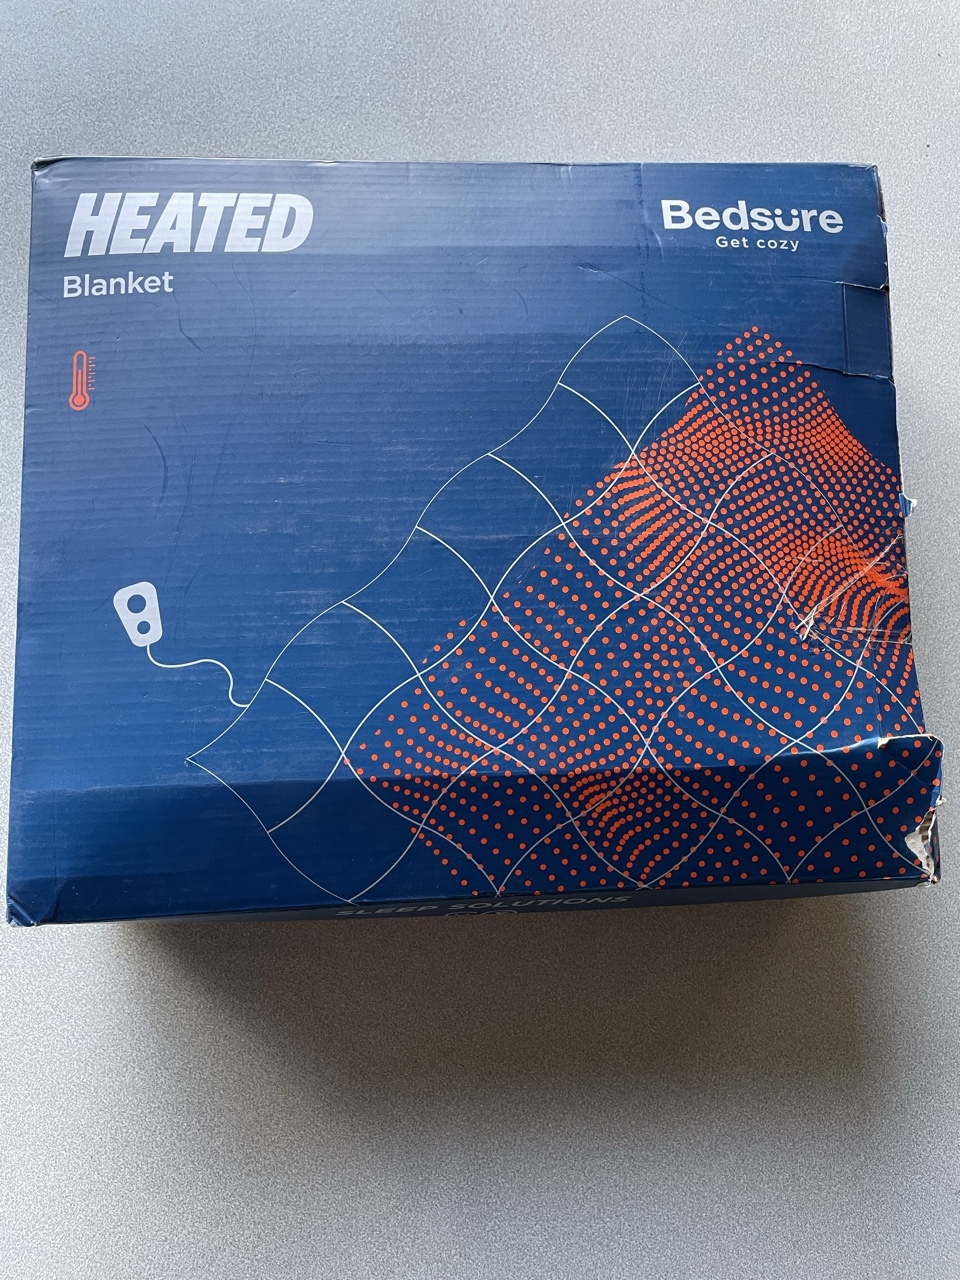 HEATED
Blanket
Bedsure
Get cozy
SLEEP SOLUTIONS